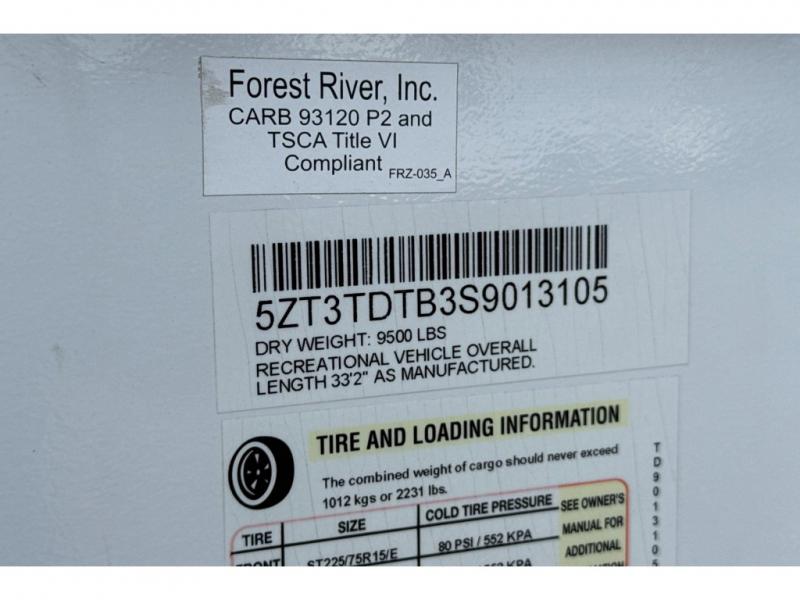 Forest River, Inc.
CARB 93120 P2 and
TSCA Title VI
Compliant FRZ-035_A
5ZT3TDTB3S9013105
DRY WEIGHT: 9500 LBS
RECREATIONAL VEHICLE OVERALL
LENGTH 33'2" AS MANUFACTURED.
TIRE AND LOADING INFORMATION
The combined weight of cargo should never exceed
1012 kgs or 2231 lbs.
TIRE SIZE COLD TIRE PRESSURE SEE OWNER'S
MANUAL FOR
ADDITIONAL
ST225/75R15/E 80 PSI / 552 KPA
TD9013105